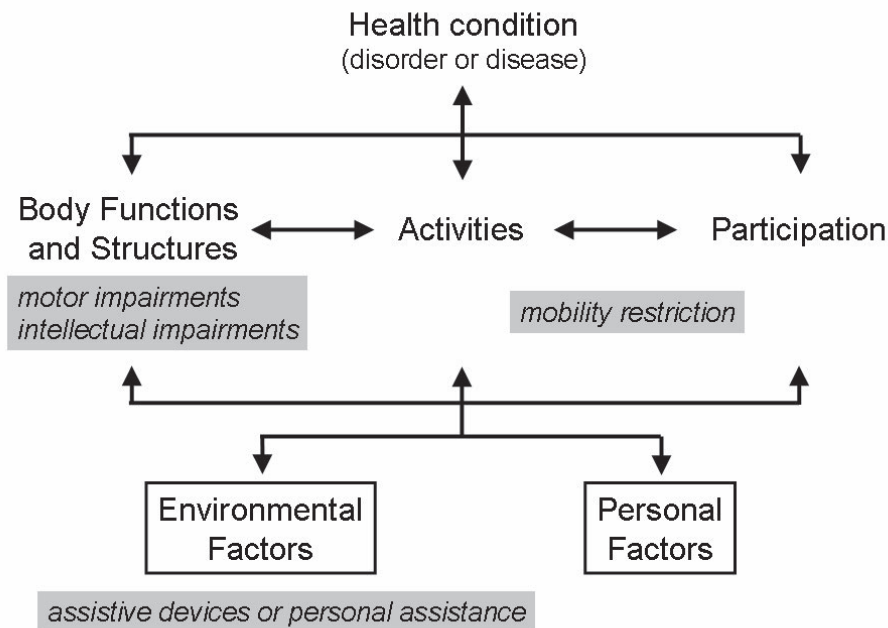 Health condition
(disorder or disease)
Body Functions
and Structures
Activities
Participation
motor impairments
intellectual impairments
mobility restriction
Environmental
Factors
Personal
Factors
assistive devices or personal assistance